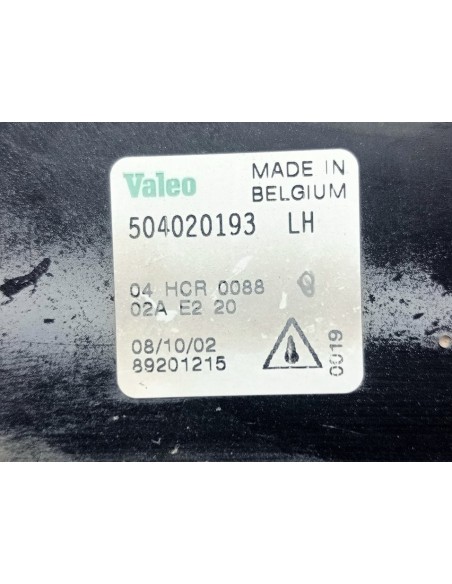 Valeo
MADE IN
BELGIUM
504020193 LH
04 HCR 0088 Q
02A E2 20
08/10/02
89201215
0019